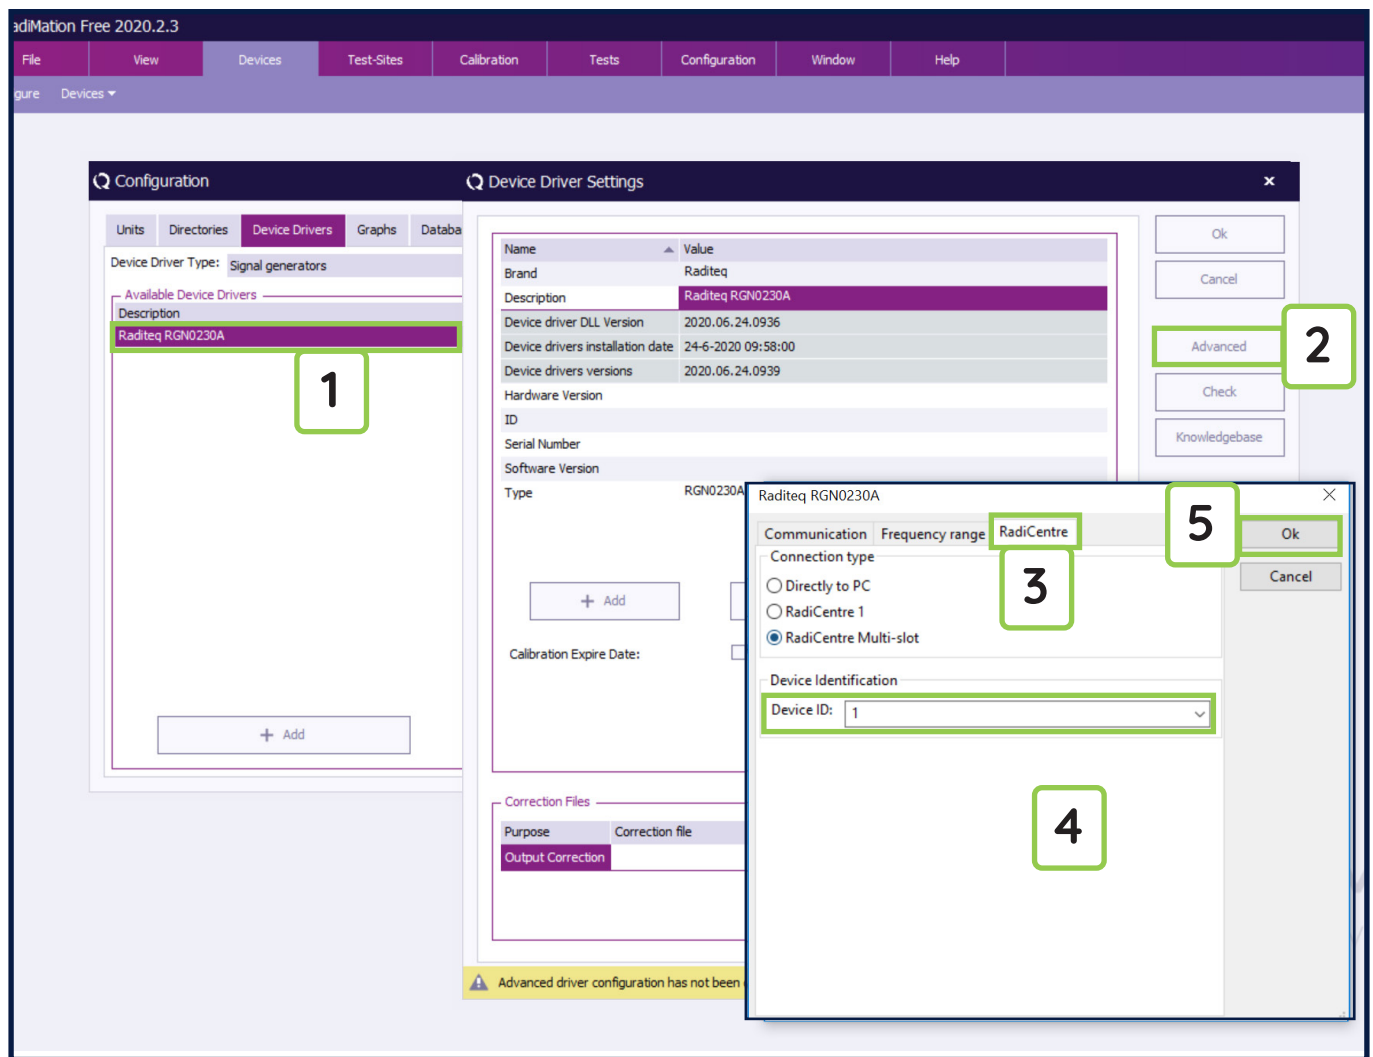 adiMation Free 2020.2.3
File View Devices Test-Sites Calibration Tests Configuration Window Help
gure Devices
Configuration
Units Directories Device Drivers Graphs Databa
Device Driver Type: Signal generators
Available Device Drivers
Description
Raditeq RGN0230A
1
+ Add
Device Driver Settings
Name Value
Brand Raditeq
Description Raditeq RGN0230A
Device driver DLL Version 2020.06.24.0936
Device drivers installation date 24-6-2020 09:58:00
Device drivers versions 2020.06.24.0939
Hardware Version
ID
Serial Number
Software Version
Type RGN0230A
+ Add
Calibration Expire Date:
Correction Files
Purpose Correction file
Output Correction
Advanced driver configuration has not been
Ok
Cancel
Advanced
2
Check
Knowledgebase
Raditeq RGN0230A
Communication Frequency range RadiCentre
3
Connection type
Directly to PC
RadiCentre 1
RadiCentre Multi-slot
Device Identification
Device ID: 1
4
5
Ok
Cancel